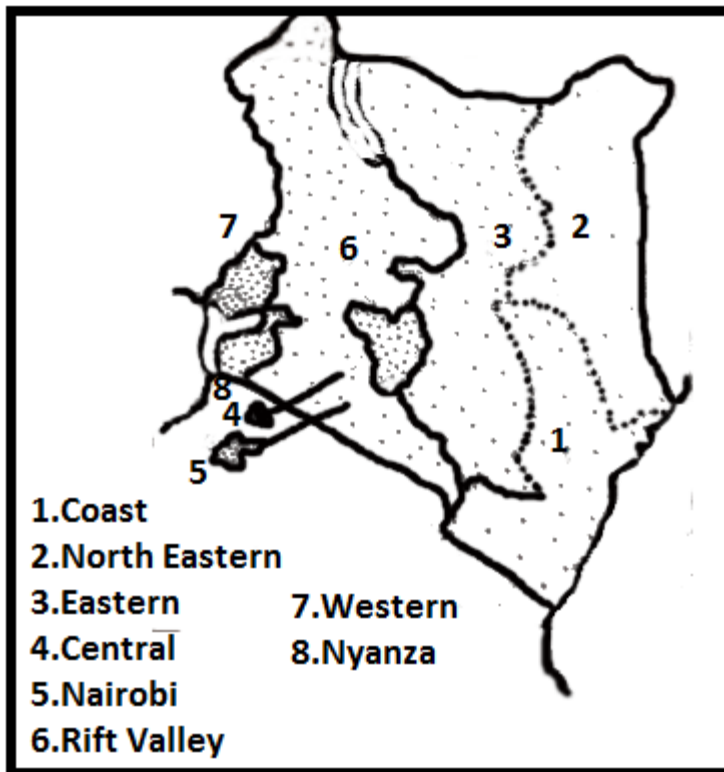 7
6
3
2
8
4
1
5
1.Coast
2.North Eastern
3.Eastern
7.Western
4.Central
8.Nyanza
5.Nairobi
6.Rift Valley